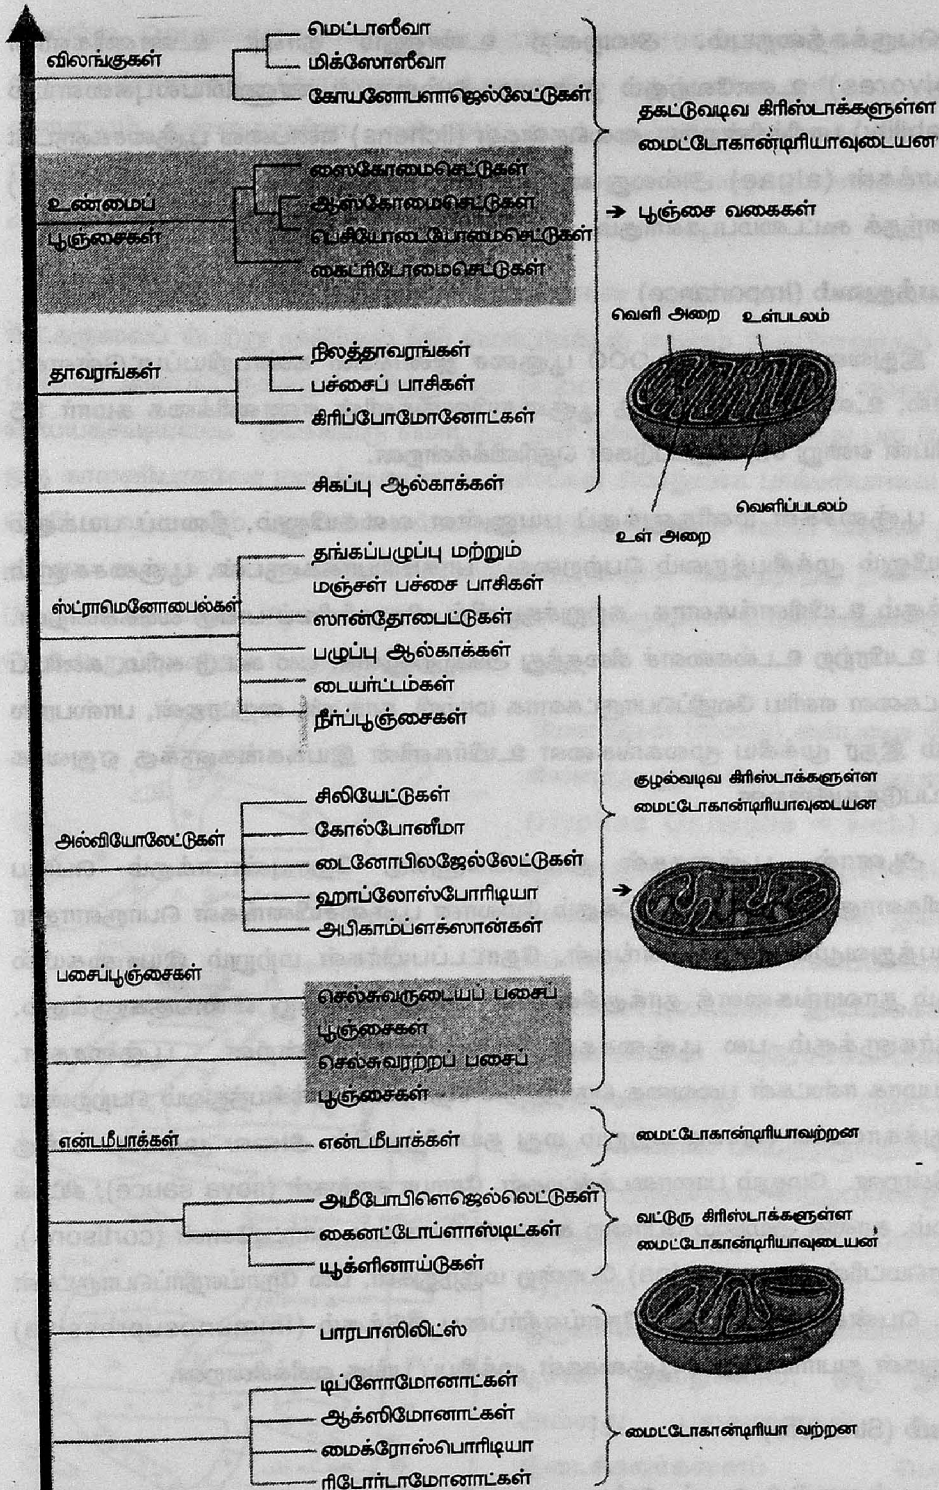 மெட்டாஸீவா
விலங்குகள்
மிக்ஸோஸீவா
கோயனோபளாஜெல்லேட்டுகள்
தகட்டுவடிவ கிரிஸ்டாக்களுள்ள
மைட்டோகாண்டிரியாவுடையன
ஸைகோமைசெட்டுகள்
உண்மைப்
பூஞ்சைகள்
ஆஸ்கோமைசெட்டுகள்
பெசியோடையோமைசெட்டுகள்
கைட்ரிடோமைசெட்டுகள்
பூஞ்சை வகைகள்
வெளி அறை உள்படலம்
நிலத்தாவரங்கள்
தாவரங்கள்
பச்சைப் பாசிகள்
கிரிப்போமோனோட்கள்
சிகப்பு ஆல்காக்கள்
வெளிப்படலம்
உள் அறை
தங்கப்பழுப்பு மற்றும்
மஞ்சள் பச்சை பாசிகள்
ஸ்ட்ராமெனோபைல்கள்
ஸான்தோபைட்டுகள்
பழுப்பு ஆல்காக்கள்
டையர்ட்டம்கள்
நீர்ப்பூஞ்சைகள்
குழல்வடிவ கிரிஸ்டாக்களுள்ள
மைட்டோகாண்டிரியாவுடையன
சிலியேட்டுகள்
அல்வியோலேட்டுகள்
கோல்போனீமா
டைனோபிலஜேல்லேட்டுகள்
ஹாப்லோஸ்போரிடியா
அபிகாம்ப்ளக்ஸான்கள்
பசைப்பூஞ்சைகள்
செல்சுவருடையப் பசைப்
பூஞ்சைகள்
செல்சுவரற்றப் பசைப்
பூஞ்சைகள்
என்டமீபாக்கள்
என்டமீபாக்கள்
மைட்டோகாண்டிரியாவற்றன
அமீபோபிளெஜெல்லெட்டுகள்
கைனட்டோப்ளாஸ்டிட்கள்
யூக்ளினாய்டுகள்
வட்டுரு கிரிஸ்டாக்களுள்ள
மைட்டோகாண்டிரியாவுடையன
பாரபாஸிலிட்ஸ்
டிப்ளோமோனாட்கள்
ஆக்ஸிமோனாட்கள்
மைக்ரோஸ்பொரிடியா
ரிடோர்டாமோனாட்கள்
மைட்டோகாண்டிரியா வற்றன